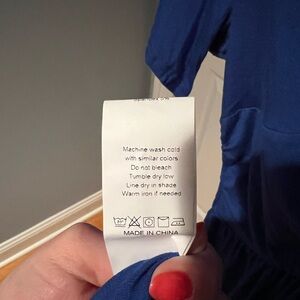 Machine wash cold
with similar colors
Do not bleach
Tumble dry low
Line dry in shade
Warm iron if needed
MADE IN CHINA